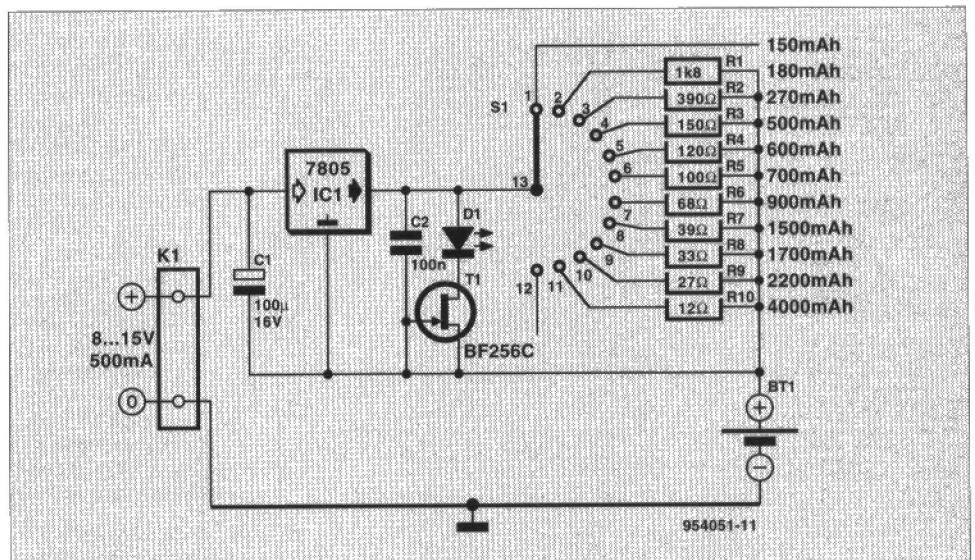 150mAh
1k8 R1 180mAh
390Ω R2 270mAh
150Ω R3 500mAh
120Ω R4 600mAh
100Ω R5 700mAh
68Ω R6 900mAh
39Ω R7 1500mAh
33Ω R8 1700mAh
27Ω R9 2200mAh
12Ω R10 4000mAh
S1
1
2
3
4
5
6
7
8
9
10
11
12
13
7805
IC1
K1
C1
100µ
16V
C2
100n
D1
T1
BF256C
+
8...15V
500mA
0
BT1
+
−
954051-11